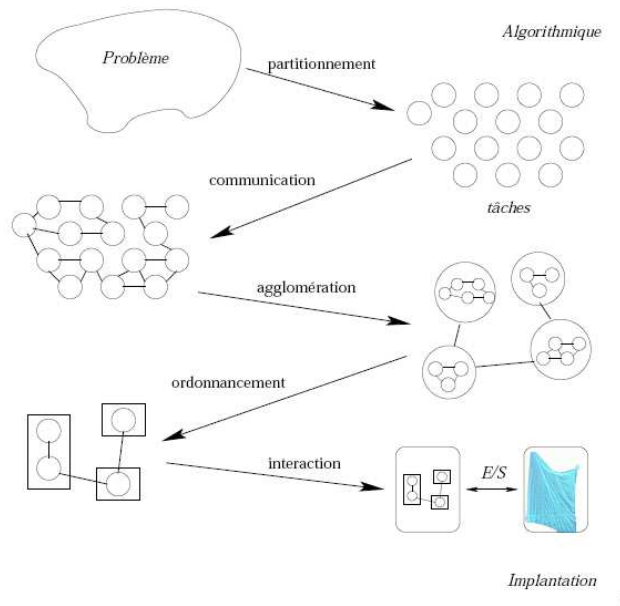 Algorithmique
Problème
partitionnement
communication
tâches
agglomération
ordonnancement
interaction
E/S
Implantation